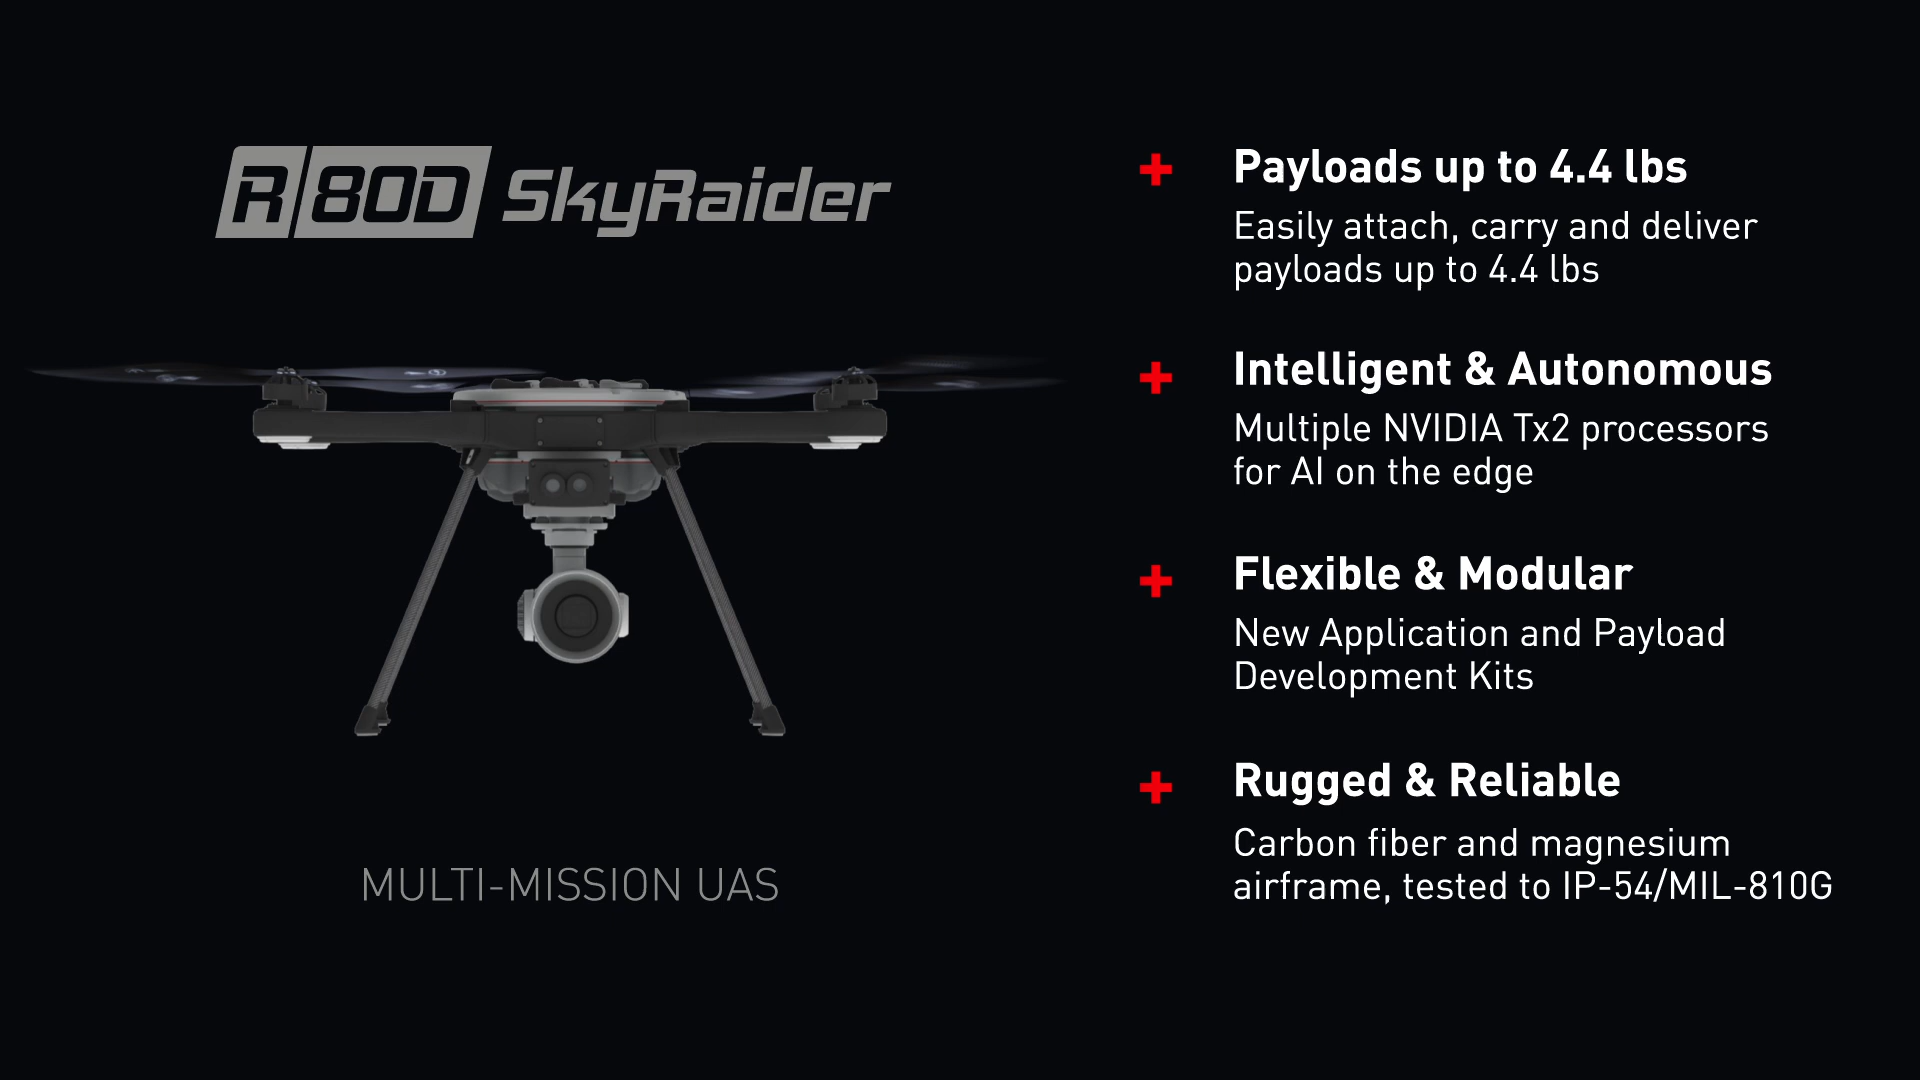 R80D SkyRaider
MULTI-MISSION UAS
Payloads up to 4.4 lbs
Easily attach, carry and deliver
payloads up to 4.4 lbs
Intelligent & Autonomous
Multiple NVIDIA Tx2 processors
for AI on the edge
Flexible & Modular
New Application and Payload
Development Kits
Rugged & Reliable
Carbon fiber and magnesium
airframe, tested to IP-54/MIL-810G